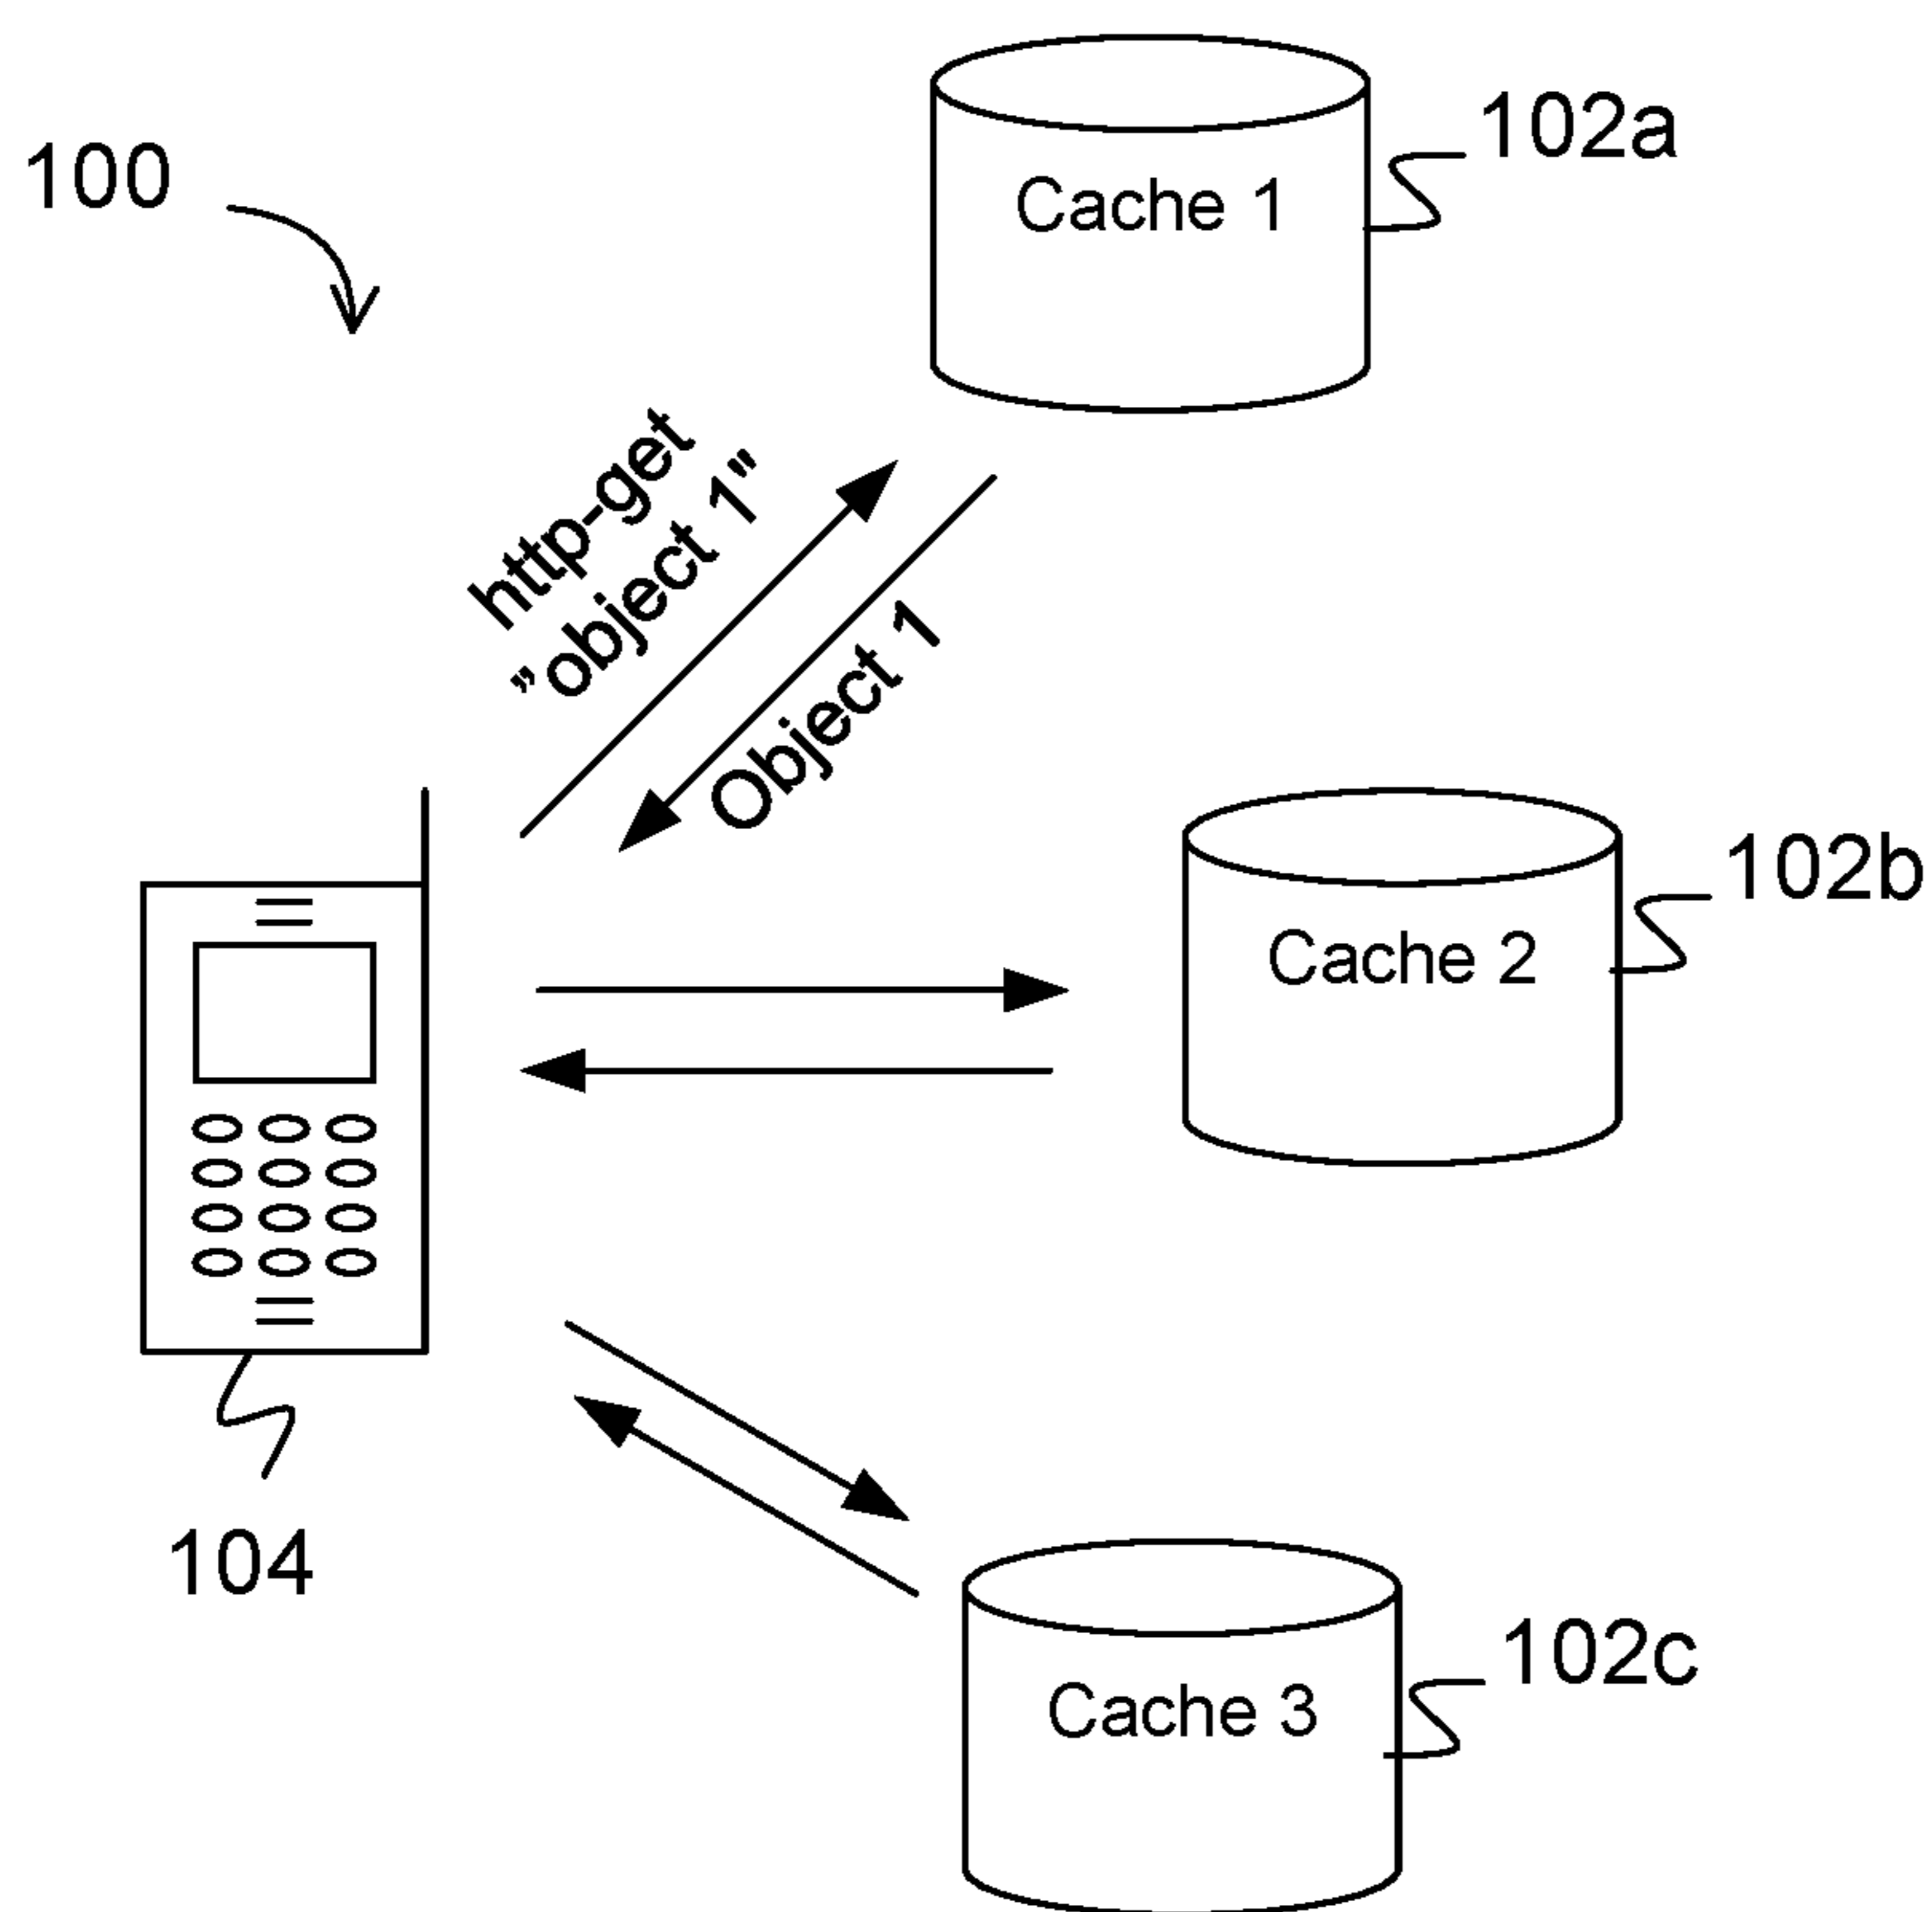 100
Cache 1
102a
http-get
”object 1"
Object 1
Cache 2
102b
104
Cache 3
102c